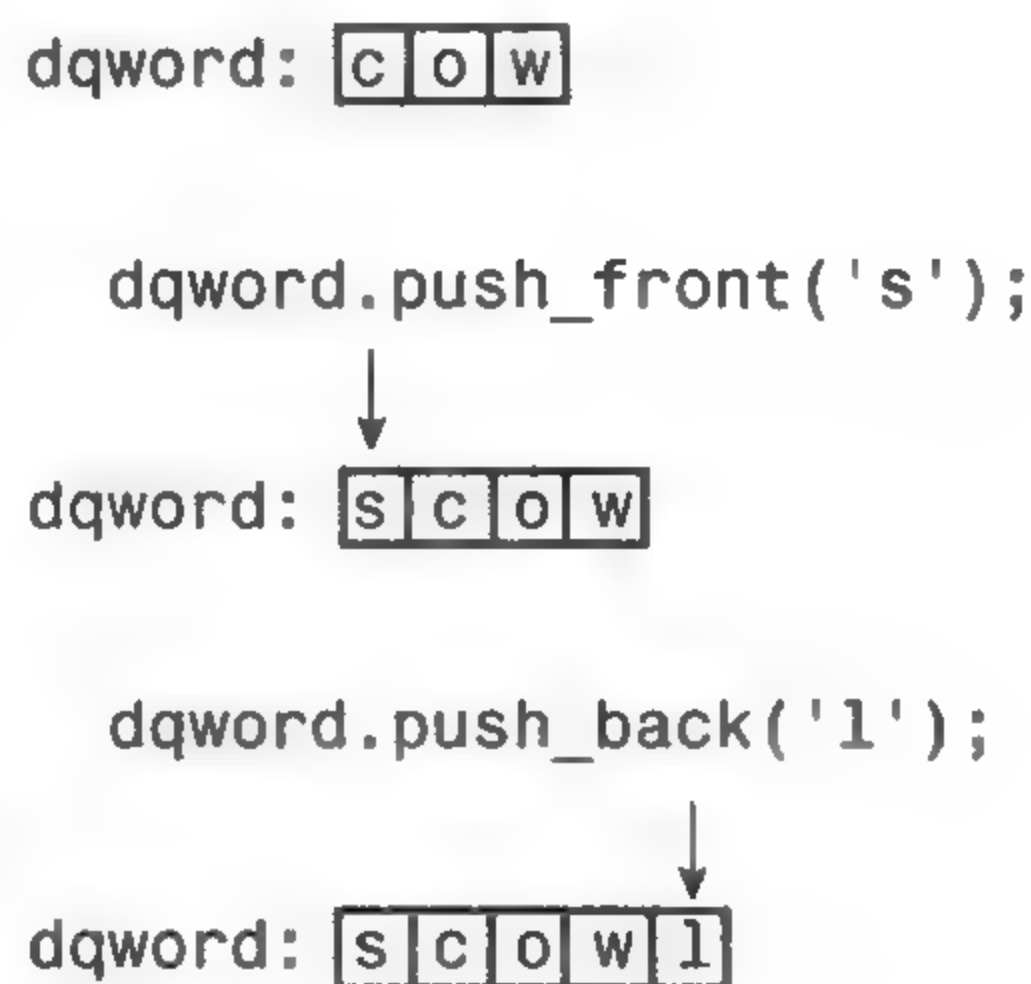 dqword: c o w
dqword.push_front('s');
dqword: s c o w
dqword.push_back('l');
dqword: s c o w l